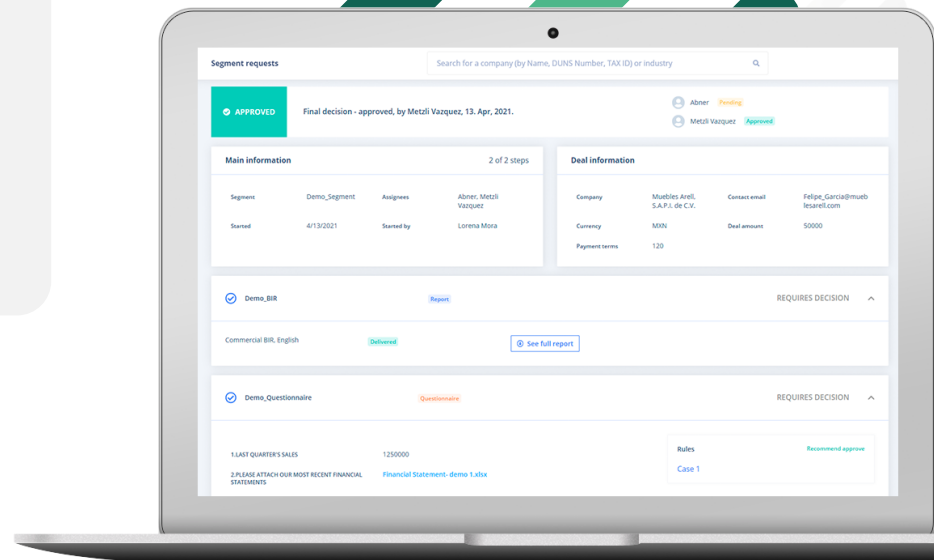 Segment requests
Search for a company (by Name, DUNS Number, TAX ID) or industry
APPROVED
Final decision - approved, by Metzli Vazquez, 13. Apr, 2021.
Abner Pending
Metzli Vazquez Approved
Main information 2 of 2 steps
Segment Demo_Segment Assignees Abner, Metzli
Vazquez
Started 4/13/2021 Started by Lorena Mora
Deal information
Company Muebles Arell, Contact email Felipe_Garcia@mueb
S.A.P.I. de C.V. lesarell.com
Currency MXN Deal amount 50000
Payment terms 120
Demo_BIR Report REQUIRES DECISION
Commercial BIR, English Delivered See full report
Demo_Questionnaire Questionnaire REQUIRES DECISION
1.LAST QUARTER'S SALES 1250000
2.PLEASE ATTACH OUR MOST RECENT FINANCIAL Financial Statement- demo 1.xlsx
STATEMENTS
Rules Recommend approve
Case 1